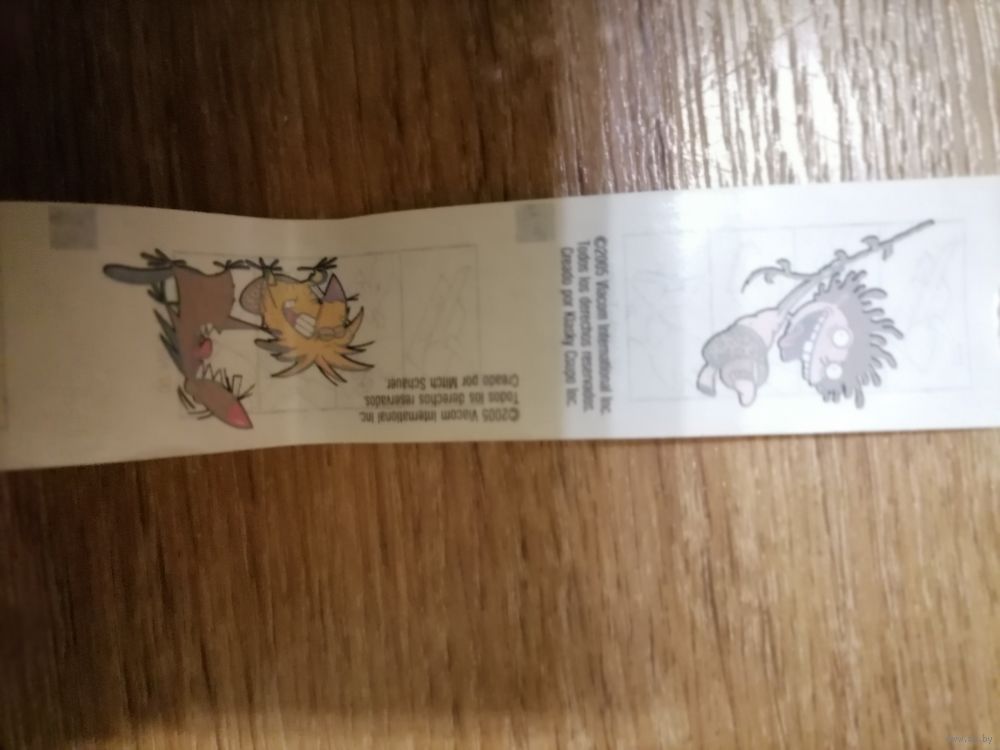 ©2005 Viacom International Inc.
Todos los derechos reservados.
Creado por Mitch Schauer.
©2005 Viacom International Inc.
Todos los derechos reservados.
Creado por Klasky Csupo Inc.